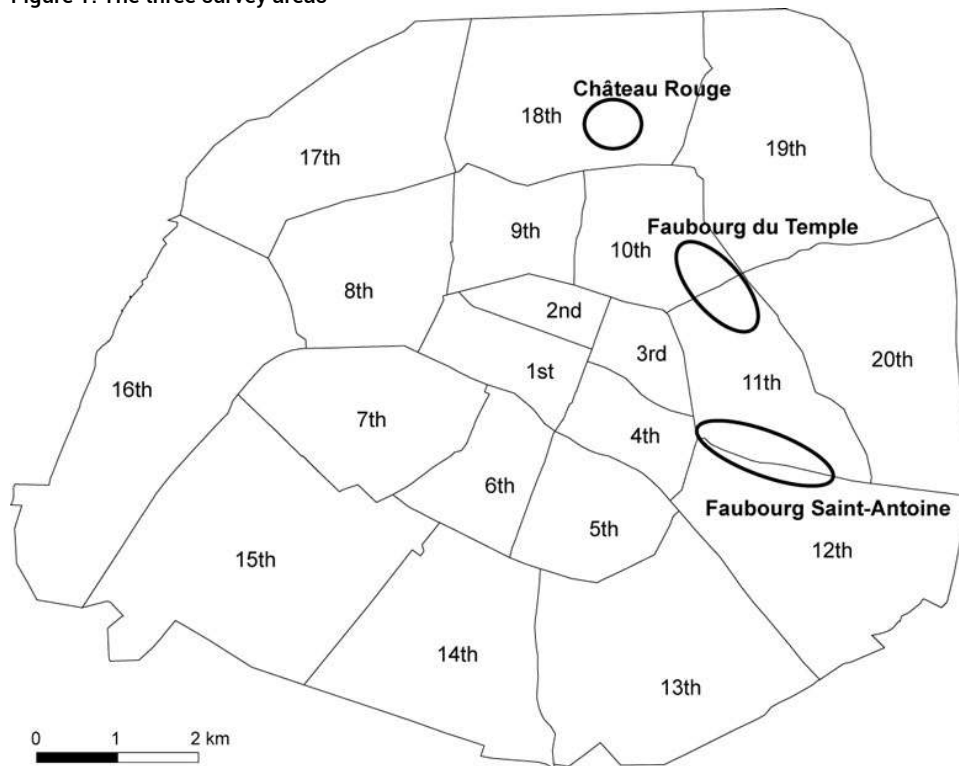 Figure 1. The three survey areas
Château Rouge
18th
17th
19th
Faubourg du Temple
9th
10th
8th
2nd
3rd
1st
20th
16th
11th
7th
4th
6th
Faubourg Saint-Antoine
5th
12th
15th
14th
13th
0 1 2 km